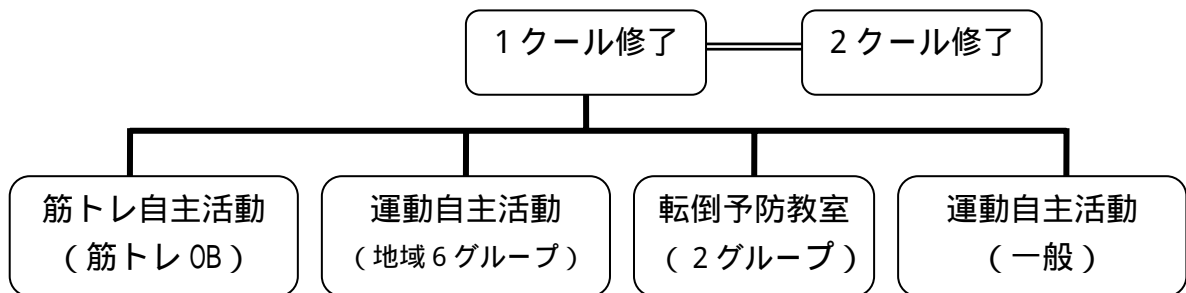 1クール修了
2クール修了
筋トレ自主活動
(筋トレOB)
運動自主活動
(地域6グループ)
転倒予防教室
(2グループ)
運動自主活動
(一般)